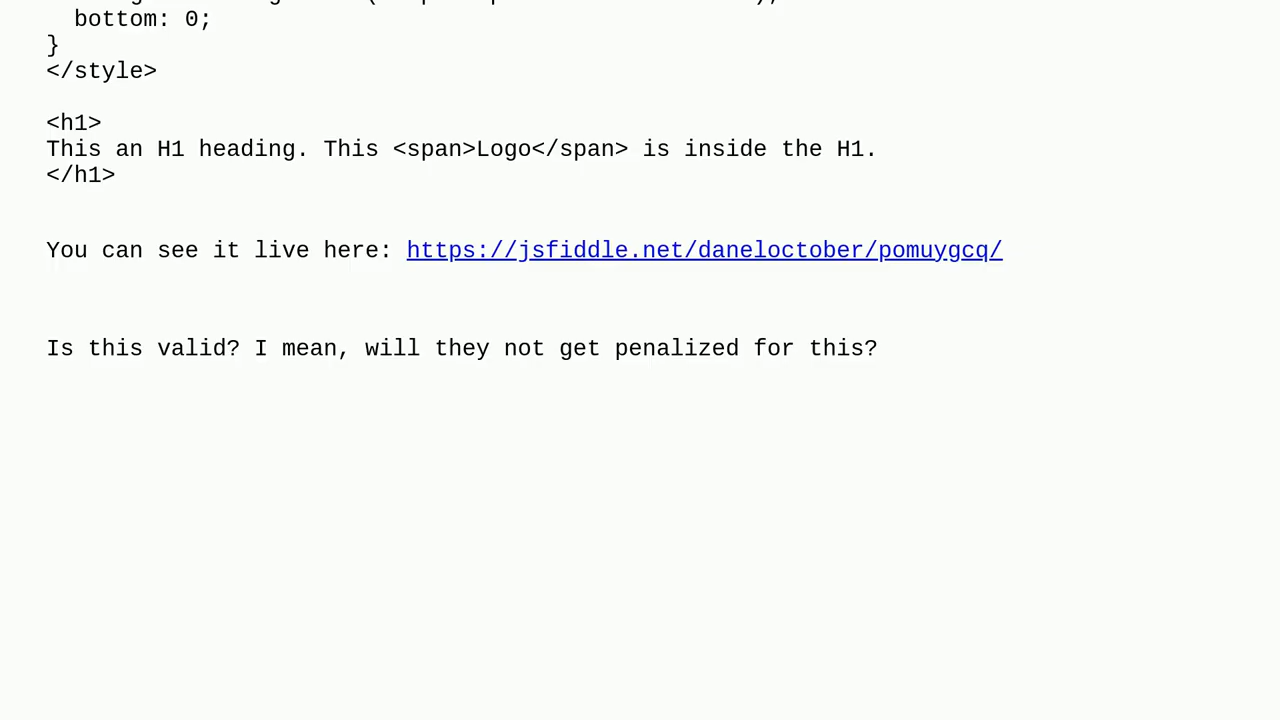 bottom: 0;
}
</style>
<h1>
This an H1 heading. This <span>Logo</span> is inside the H1.
</h1>
You can see it live here: https://jsfiddle.net/daneloctober/pomuygcq/
Is this valid? I mean, will they not get penalized for this?